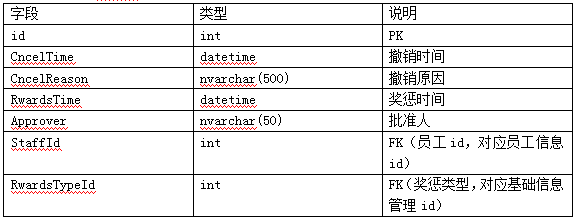 字段 类型 说明
id int PK
CncelTime datetime 撤销时间
CncelReason nvarchar(500) 撤销原因
RwardsTime datetime 奖惩时间
Approver nvarchar(50) 批准人
StaffId int FK（员工id，对应员工信息
id）
RwardsTypeId int FK(奖惩类型，对应基础信息
管理id）